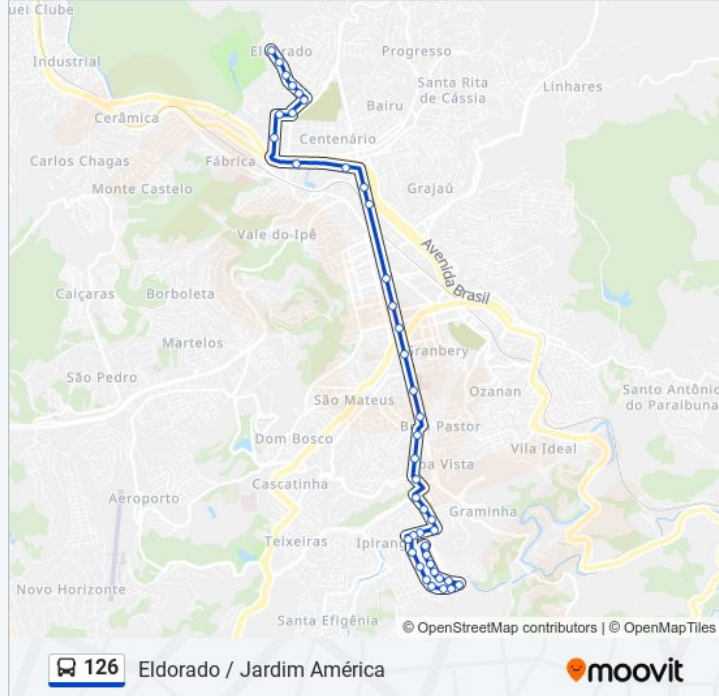 uei Clube
Industrial
Eldorado
Progresso
Santa Rita
de Cássia
Linhares
Bairu
Cerâmica
Centenário
Carlos Chagas
Fábrica
Monte Castelo
Grajaú
Vale do Ipê
Avenida Brasil
Caiçaras
Borboleta
Martelos
Granbery
São Pedro
Ozanan
Santo Antônio
do Paraibuna
São Mateus
Pastor
Dom Bosco
Vila Ideal
oa Vista
Cascatinha
Aeroporto
Graminha
Teixeiras
Ipirang
Novo Horizonte
Santa Efigênia
© OpenStreetMap contributors | © OpenMapTiles
126 Eldorado / Jardim América
moovit